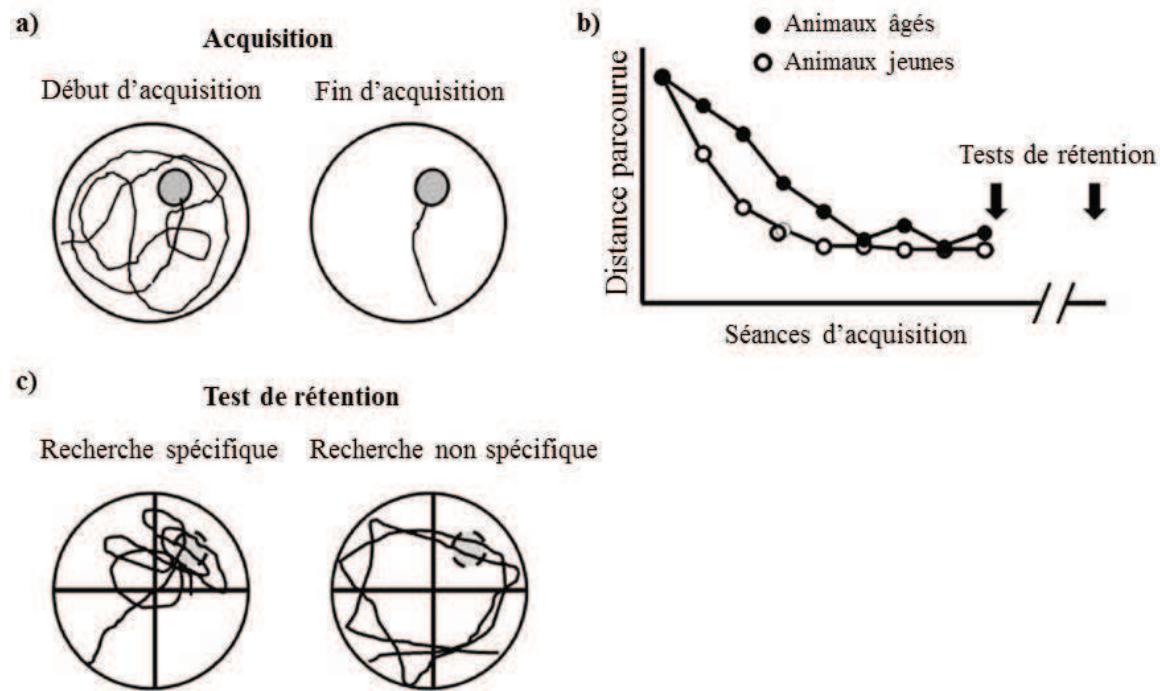 a)
Acquisition
Début d’acquisition
Fin d’acquisition
b)
Animaux âgés
Animaux jeunes
Distance parcourue
Tests de rétention
Séances d’acquisition
c)
Test de rétention
Recherche spécifique
Recherche non spécifique